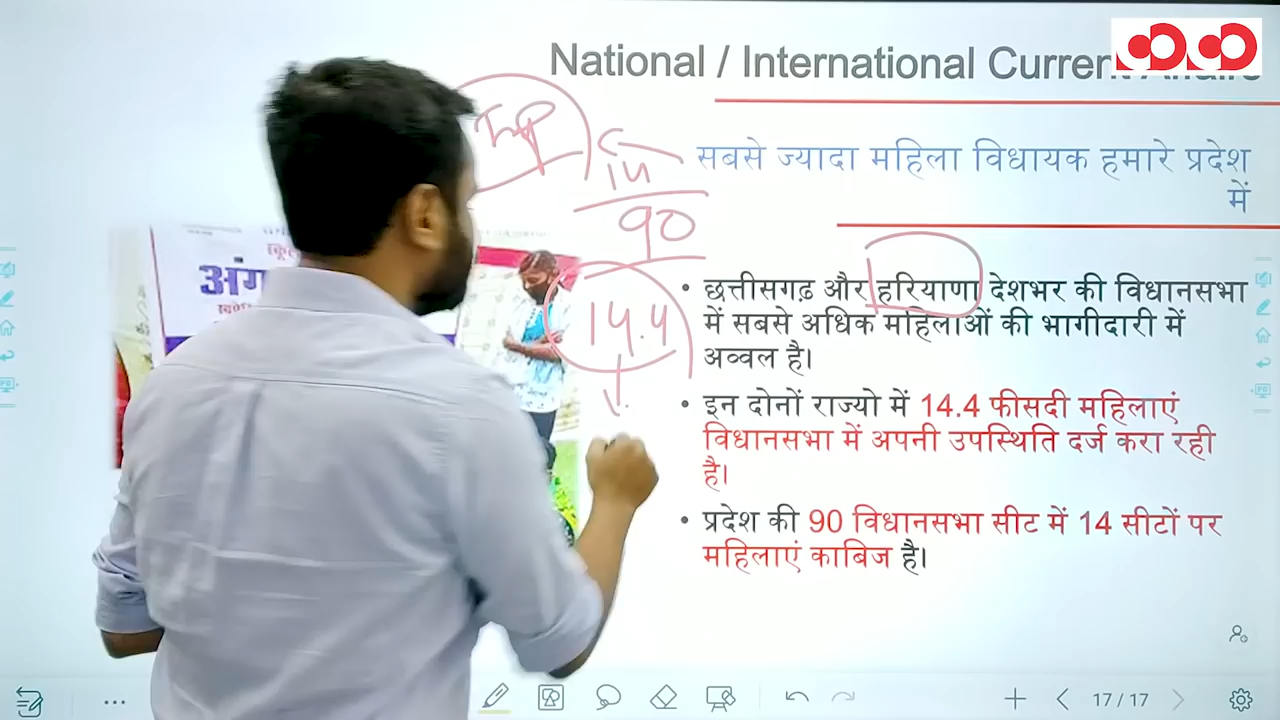 National / International Current Affairs
Imp
सबसे ज्यादा महिला विधायक हमारे प्रदेश
में
14
90
14.4
• छत्तीसगढ़ और हरियाणा देशभर की विधानसभा
में सबसे अधिक महिलाओं की भागीदारी में
अव्वल है।
• इन दोनों राज्यो में 14.4 फीसदी महिलाएं
विधानसभा में अपनी उपस्थिति दर्ज करा रही
है।
• प्रदेश की 90 विधानसभा सीट में 14 सीटों पर
महिलाएं काबिज है।
17 / 17